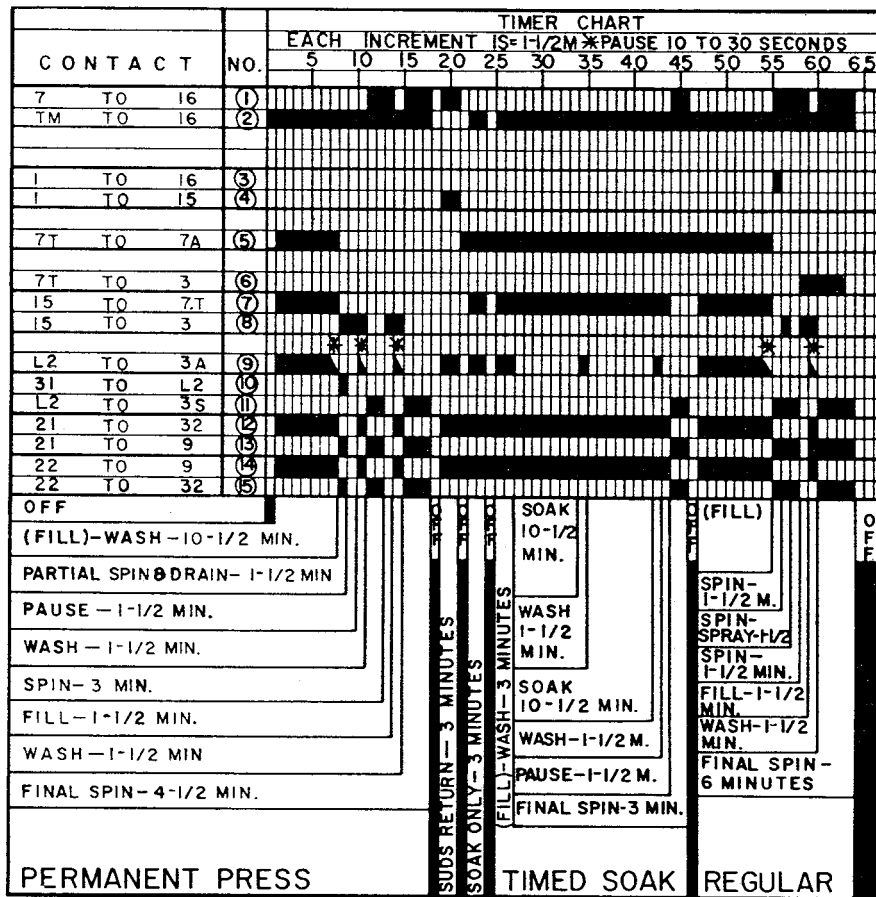 TIMER CHART
EACH INCREMENT IS=1-1/2M *PAUSE 10 TO 30 SECONDS
CONTACT NO. 5 10 15 20 25 30 35 40 45 50 55 60 65
7 TO 16 ①
TM TO 16 ②
1 TO 16 ③
1 TO 15 ④
7T TO 7A ⑤
7T TO 3 ⑥
15 TO 7.T ⑦
15 TO 3 ⑧
* * * * *
L2 TO 3A ⑨
31 TO L2 ⑩
L2 TO 3S ⑪
21 TO 32 ⑫
21 TO 9 ⑬
22 TO 9 ⑭
22 TO 32 ⑮
OFF
(FILL)-WASH-10-1/2 MIN.
PARTIAL SPIN&DRAIN-1-1/2 MIN
PAUSE-1-1/2 MIN.
WASH-1-1/2 MIN.
SPIN-3 MIN.
FILL-1-1/2 MIN.
WASH-1-1/2 MIN
FINAL SPIN-4-1/2 MIN.
PERMANENT PRESS
OFF
SUDS RETURN-3 MINUTES
OFF
SOAK ONLY-3 MINUTES
OFF
(FILL)-WASH-3 MINUTES
SOAK
10-1/2
MIN.
WASH
1-1/2
MIN.
SOAK
10-1/2 MIN.
WASH-1-1/2 M.
PAUSE-1-1/2 M.
FINAL SPIN-3 MIN.
TIMED SOAK
OFF
(FILL)
SPIN-
1-1/2 M.
SPIN-
SPRAY-1-1/2
SPIN-
1-1/2 MIN.
FILL-1-1/2
MIN.
WASH-1-1/2
MIN.
FINAL SPIN-
6 MINUTES
REGULAR
OFF